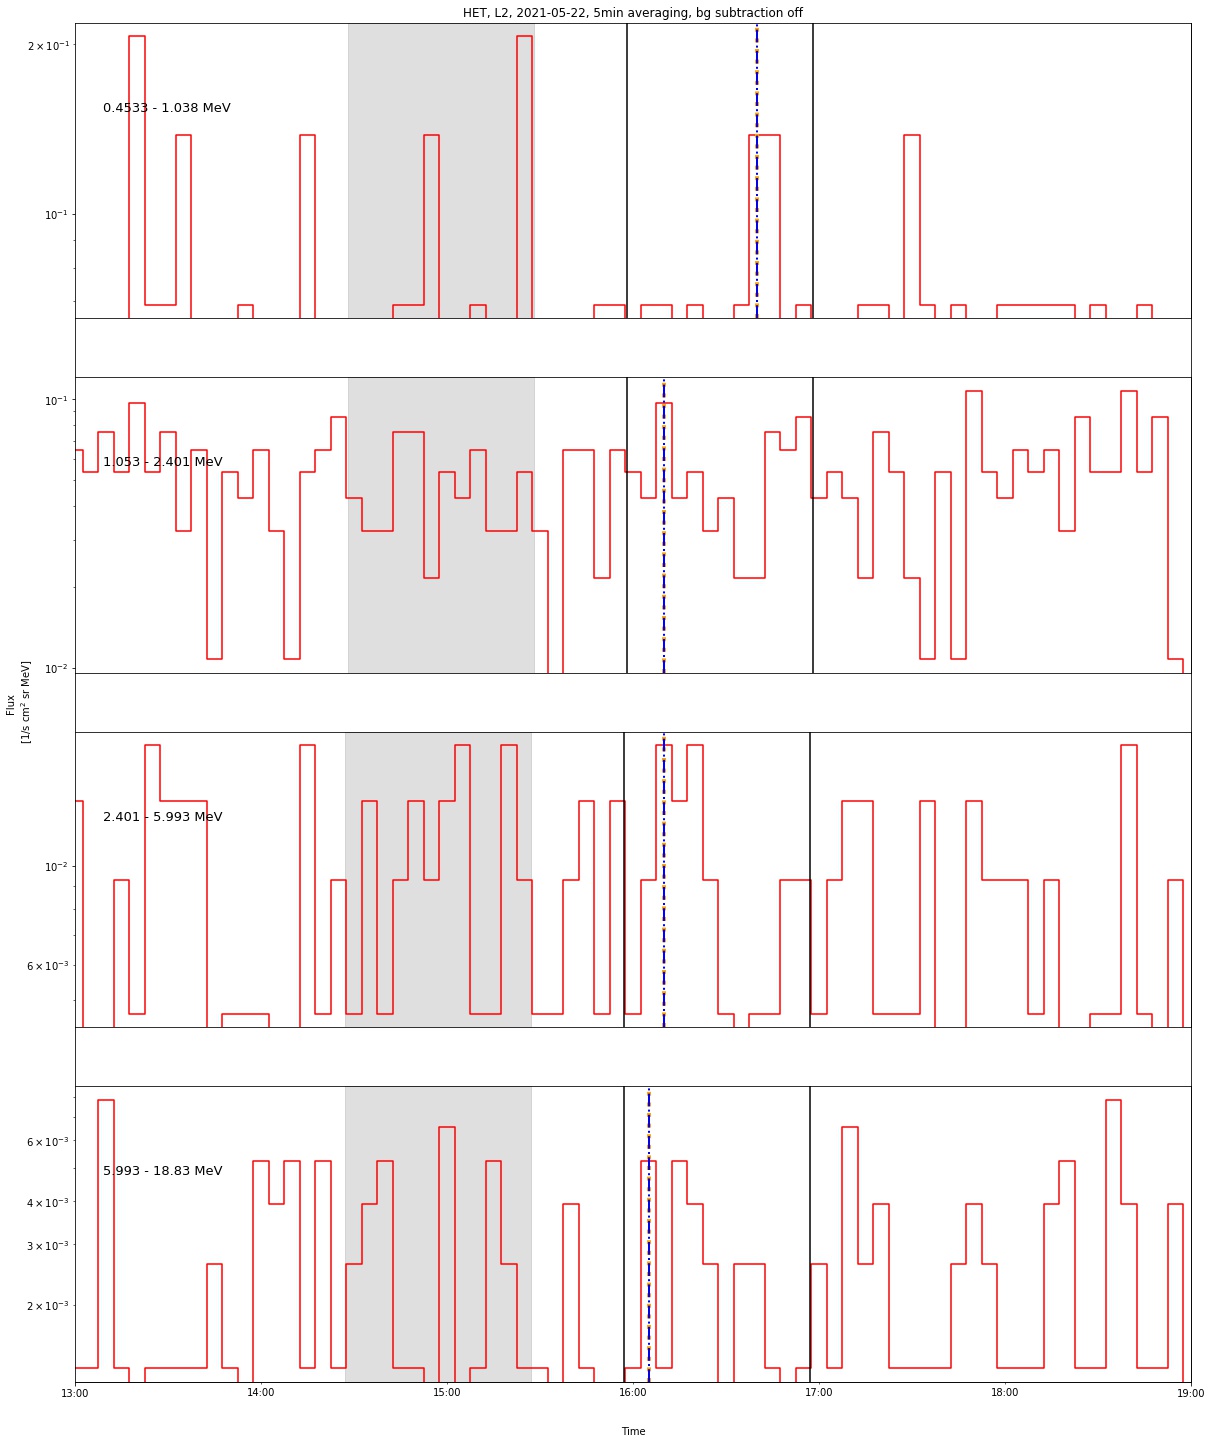 HET, L2, 2021-05-22, 5min averaging, bg subtraction off
2 × 10⁻¹
0.4533 - 1.038 MeV
10⁻¹
10⁻¹
1.053 - 2.401 MeV
10⁻²
Flux
[1/s cm² sr MeV]
2.401 - 5.993 MeV
10⁻²
6 × 10⁻³
6 × 10⁻³
5.993 - 18.83 MeV
4 × 10⁻³
3 × 10⁻³
2 × 10⁻³
13:00 14:00 15:00 16:00 17:00 18:00 19:00
Time